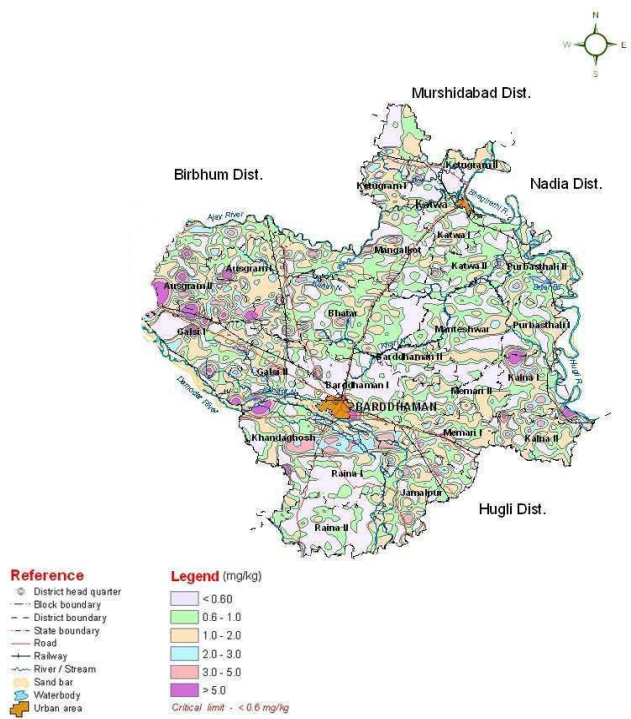 N
W E
S
Murshidabad Dist.
Ketugram II
Birbhum Dist.
Ketugram I
Nadia Dist.
Katwa
Bhagirathi R.
Ajay River
Katwa I
Mangalkot
Katwa II
Purbasthali II
Ausgram I
Ausgram II
Bhatar
Manteshwar
Purbasthali I
Galsi I
Barddhaman II
Hugli R.
Galsi II
Barddhaman I
Kalna I
Memari II
Damodar River
BARDDHAMAN
Khandaghosh
Memari I
Kalna II
Raina I
Jamalpur
Hugli Dist.
Raina II
Reference
District head quarter
Block boundary
District boundary
State boundary
Road
Railway
River / Stream
Sand bar
Waterbody
Urban area
Legend (mg/kg)
< 0.60
0.6 - 1.0
1.0 - 2.0
2.0 - 3.0
3.0 - 5.0
> 5.0
Critical limit - < 0.6 mg/kg